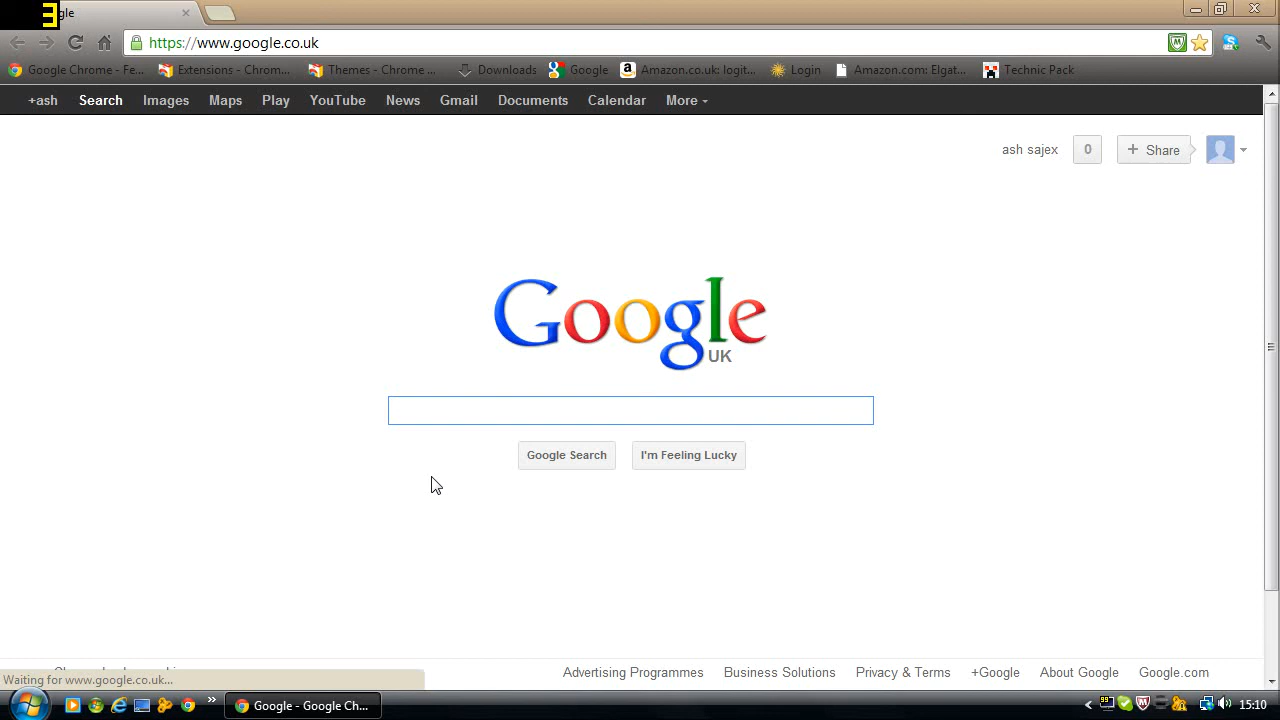 3
gle
https://www.google.co.uk
Google Chrome - Fe... Extensions - Chrom... Themes - Chrome ... Downloads Google Amazon.co.uk: logit... Login Amazon.com: Elgat... Technic Pack
+ash Search Images Maps Play YouTube News Gmail Documents Calendar More
ash sajex 0 + Share
Google
UK
Google Search I'm Feeling Lucky
Advertising Programmes Business Solutions Privacy & Terms +Google About Google Google.com
Waiting for www.google.co.uk...
Google - Google Ch... 99 15:10